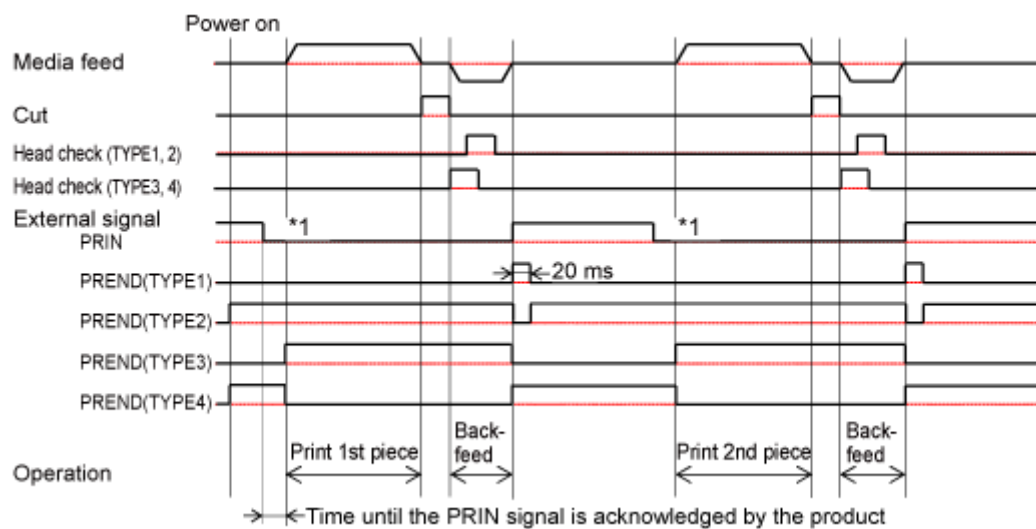 Power on
Media feed
Cut
Head check (TYPE1, 2)
Head check (TYPE3, 4)
External signal
*1
*1
PRIN
PREND(TYPE1)
20 ms
PREND(TYPE2)
PREND(TYPE3)
PREND(TYPE4)
Operation
Print 1st piece
Back-
feed
Print 2nd piece
Back-
feed
Time until the PRIN signal is acknowledged by the product